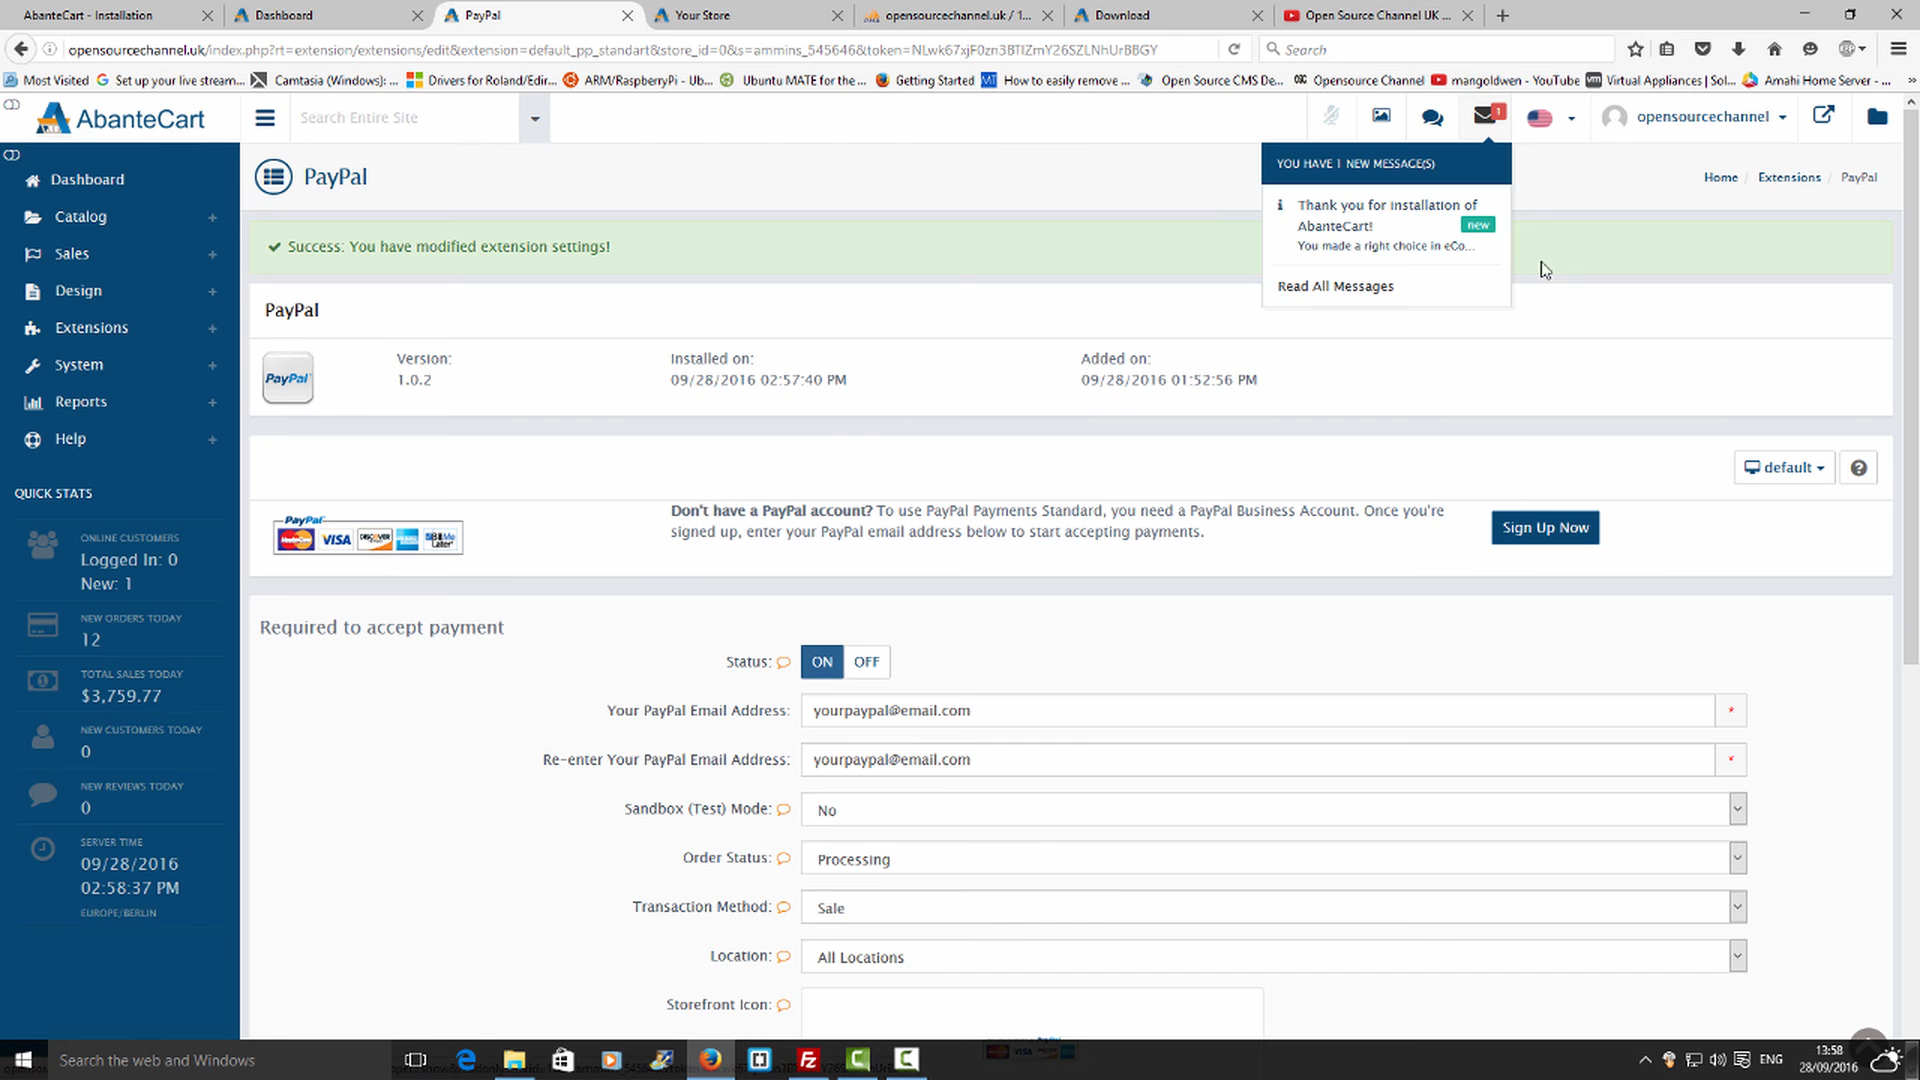 AbanteCart - Installation
Dashboard
PayPal
Your Store
opensourcechannel.uk / 1...
Download
Open Source Channel UK ...
opensourcechannel.uk/index.php?rt=extension/extensions/edit&extension=default_pp_standart&store_id=0&s=ammins_545646&token=NLwk67xjF0zn3BTIZmY26SZLNhUrBBGY
Search
Most Visited
Set up your live stream...
Camtasia (Windows): ...
Drivers for Roland/Edir...
ARM/RaspberryPi - Ub...
Ubuntu MATE for the ...
Getting Started
How to easily remove ...
Open Source CMS De...
Opensource Channel
mangoldwen - YouTube
Virtual Appliances | Sol...
Amahi Home Server - ...
AbanteCart
Search Entire Site
1
opensourcechannel
Dashboard
Catalog
Sales
Design
Extensions
System
Reports
Help
QUICK STATS
ONLINE CUSTOMERS
Logged In: 0
New: 1
NEW ORDERS TODAY
12
TOTAL SALES TODAY
$3,759.77
NEW CUSTOMERS TODAY
0
NEW REVIEWS TODAY
0
SERVER TIME
09/28/2016
02:58:37 PM
EUROPE/BERLIN
PayPal
Home / Extensions / PayPal
YOU HAVE 1 NEW MESSAGE(S)
Thank you for installation of
AbanteCart!
new
You made a right choice in eCo...
Read All Messages
Success: You have modified extension settings!
PayPal
PayPal
Version:
1.0.2
Installed on:
09/28/2016 02:57:40 PM
Added on:
09/28/2016 01:52:56 PM
default
PayPal
MasterCard VISA DISCOVER Bill Me Later
Don't have a PayPal account? To use PayPal Payments Standard, you need a PayPal Business Account. Once you're
signed up, enter your PayPal email address below to start accepting payments.
Sign Up Now
Required to accept payment
Status: ON OFF
Your PayPal Email Address: yourpaypal@email.com *
Re-enter Your PayPal Email Address: yourpaypal@email.com *
Sandbox (Test) Mode: No
Order Status: Processing
Transaction Method: Sale
Location: All Locations
Storefront Icon:
Search the web and Windows
ENG
13:58
28/09/2016